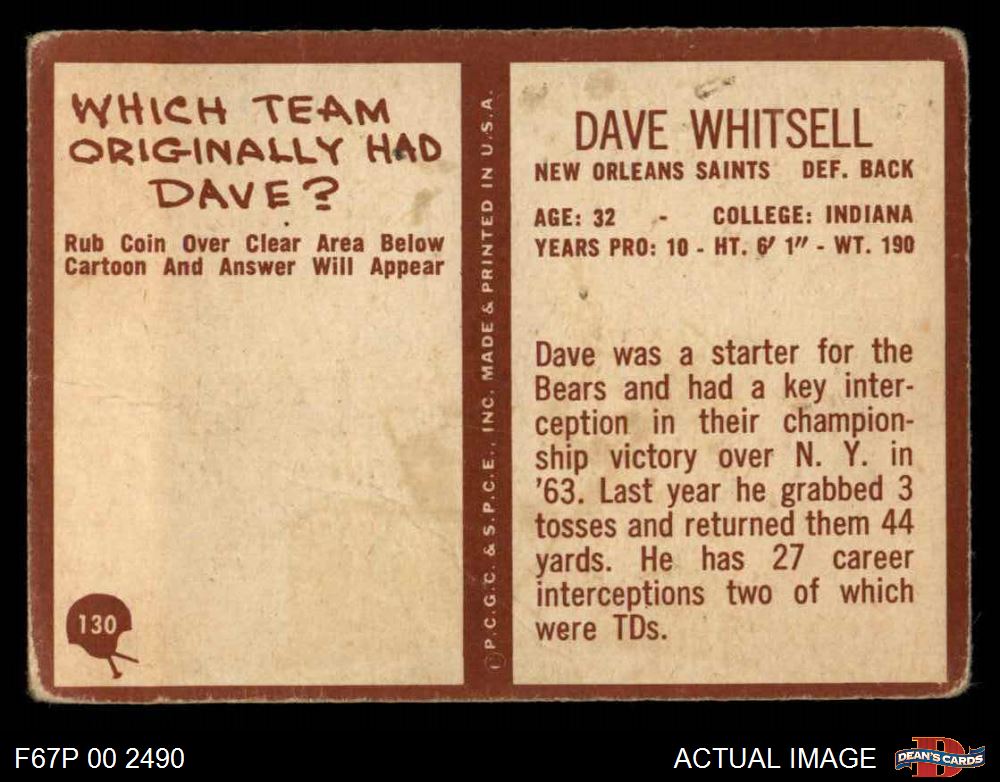 WHICH TEAM
ORIGINALLY HAD
DAVE?
Rub Coin Over Clear Area Below
Cartoon And Answer Will Appear
130
© P.C.G.C. & S.P.C.E., INC. MADE & PRINTED IN U.S.A.
DAVE WHITSELL
NEW ORLEANS SAINTS DEF. BACK
AGE: 32 - COLLEGE: INDIANA
YEARS PRO: 10 - HT. 6' 1" - WT. 190
Dave was a starter for the
Bears and had a key inter-
ception in their champion-
ship victory over N. Y. in
'63. Last year he grabbed 3
tosses and returned them 44
yards. He has 27 career
interceptions two of which
were TDs.
F67P 00 2490
ACTUAL IMAGE
D
DEAN'S CARDS